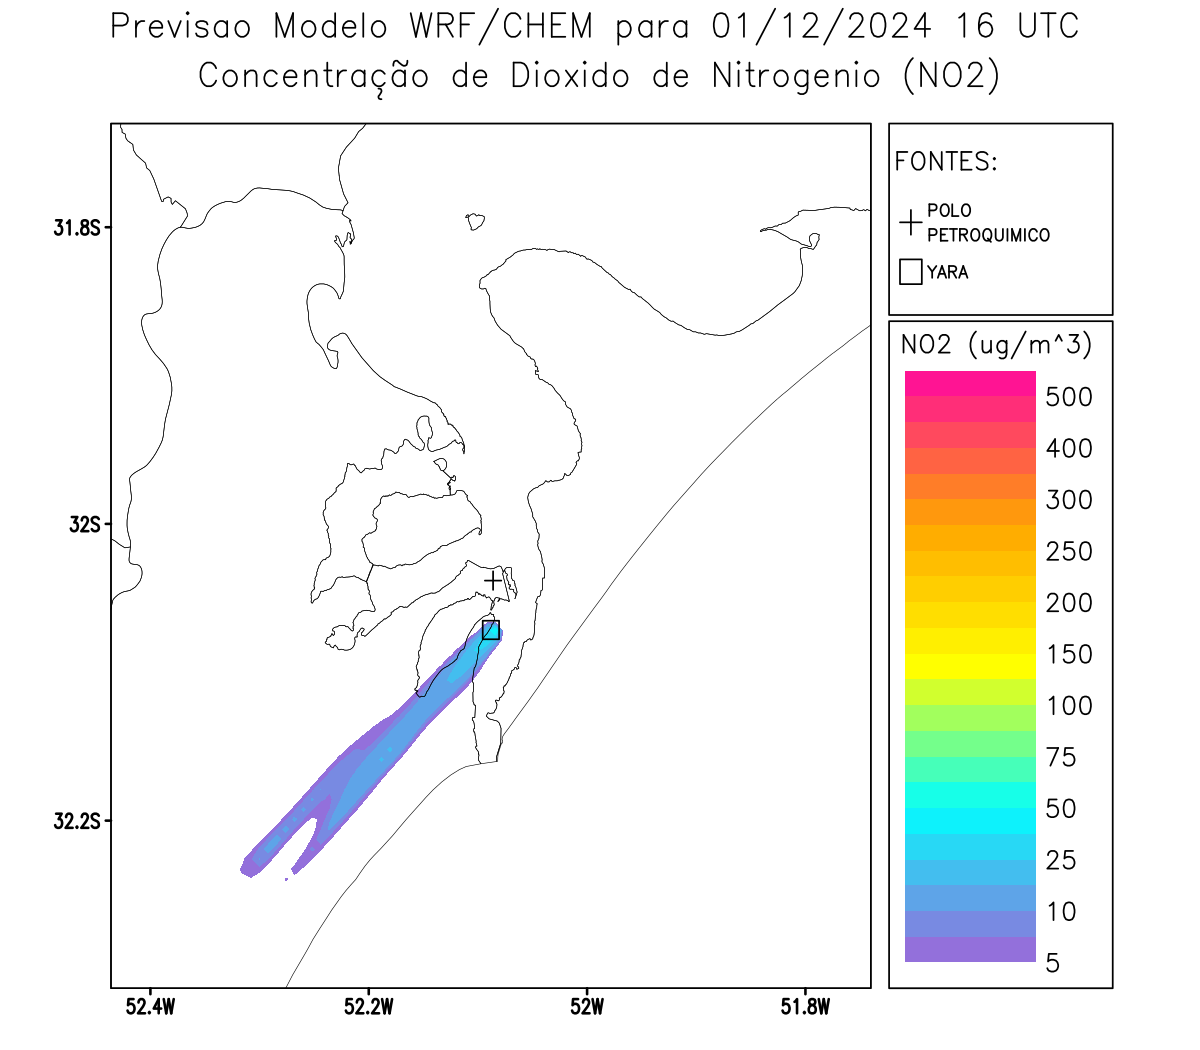 Previsao Modelo WRF/CHEM para 01/12/2024 16 UTC
Concentração de Dioxido de Nitrogenio (NO2)
FONTES:
POLO
PETROQUIMICO
YARA
31.8S
32S
32.2S
52.4W
52.2W
52W
51.8W
NO2 (ug/m^3)
500
400
300
250
200
150
100
75
50
25
10
5